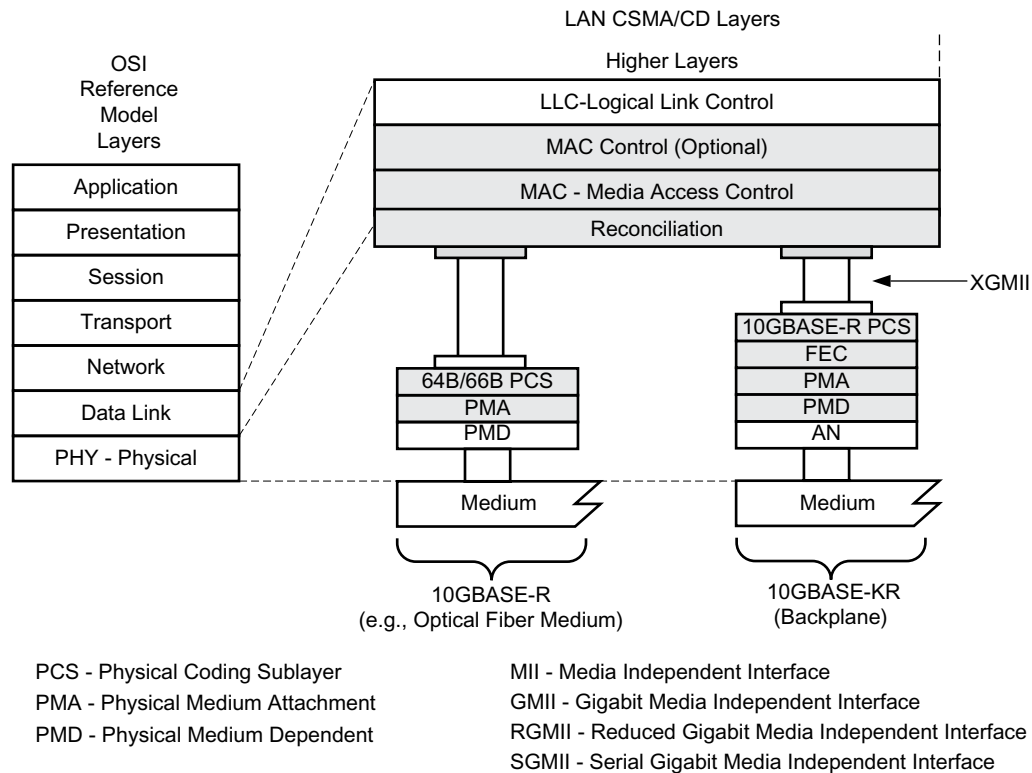 LAN CSMA/CD Layers
OSI
Reference
Model
Layers
Application
Presentation
Session
Transport
Network
Data Link
PHY - Physical
Higher Layers
LLC-Logical Link Control
MAC Control (Optional)
MAC - Media Access Control
Reconciliation
XGMII
64B/66B PCS
PMA
PMD
Medium
10GBASE-R
(e.g., Optical Fiber Medium)
10GBASE-R PCS
FEC
PMA
PMD
AN
Medium
10GBASE-KR
(Backplane)
PCS - Physical Coding Sublayer
PMA - Physical Medium Attachment
PMD - Physical Medium Dependent
MII - Media Independent Interface
GMII - Gigabit Media Independent Interface
RGMII - Reduced Gigabit Media Independent Interface
SGMII - Serial Gigabit Media Independent Interface